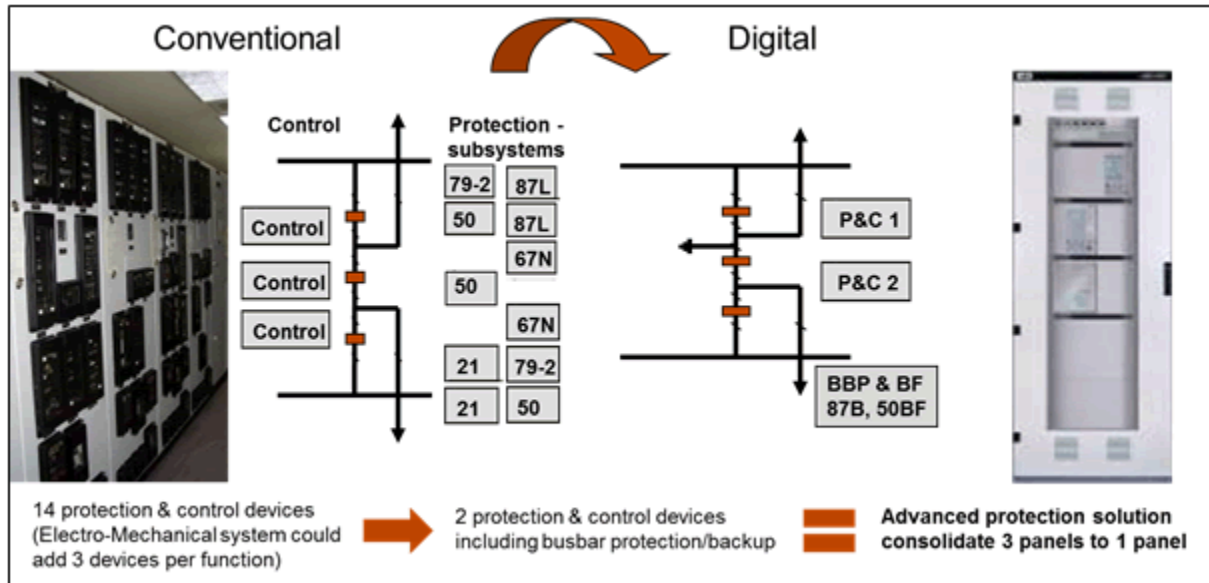 Conventional
Digital
Control
Protection -
subsystems
79-2
87L
Control
50
87L
67N
Control
50
Control
67N
21
79-2
21
50
P&C 1
P&C 2
BBP & BF
87B, 50BF
14 protection & control devices
(Electro-Mechanical system could
add 3 devices per function)
2 protection & control devices
including busbar protection/backup
Advanced protection solution
consolidate 3 panels to 1 panel